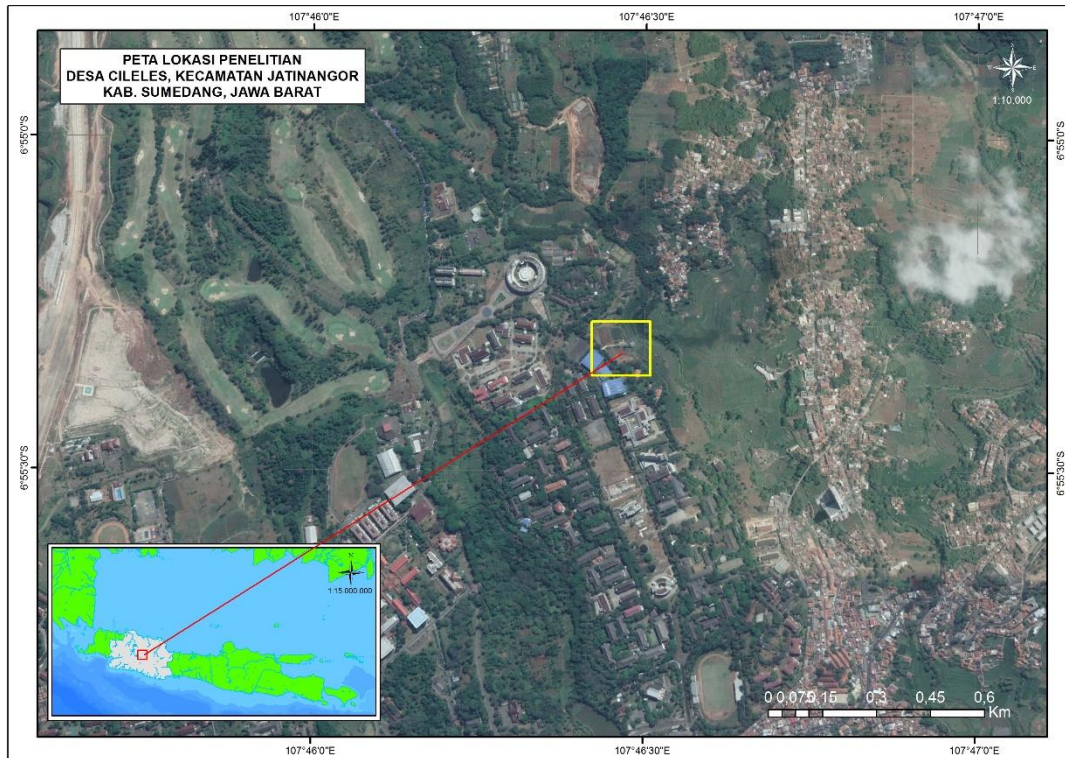 107°46'0"E
107°46'30"E
107°47'0"E
PETA LOKASI PENELITIAN
DESA CILELES, KECAMATAN JATINANGOR
KAB. SUMEDANG, JAWA BARAT
N
W
E
S
1:10.000
6°55'0"S
6°55'0"S
6°55'30"S
6°55'30"S
N
1:15.000.000
0 0,075 0,15 0,3 0,45 0,6
Km
107°46'0"E
107°46'30"E
107°47'0"E